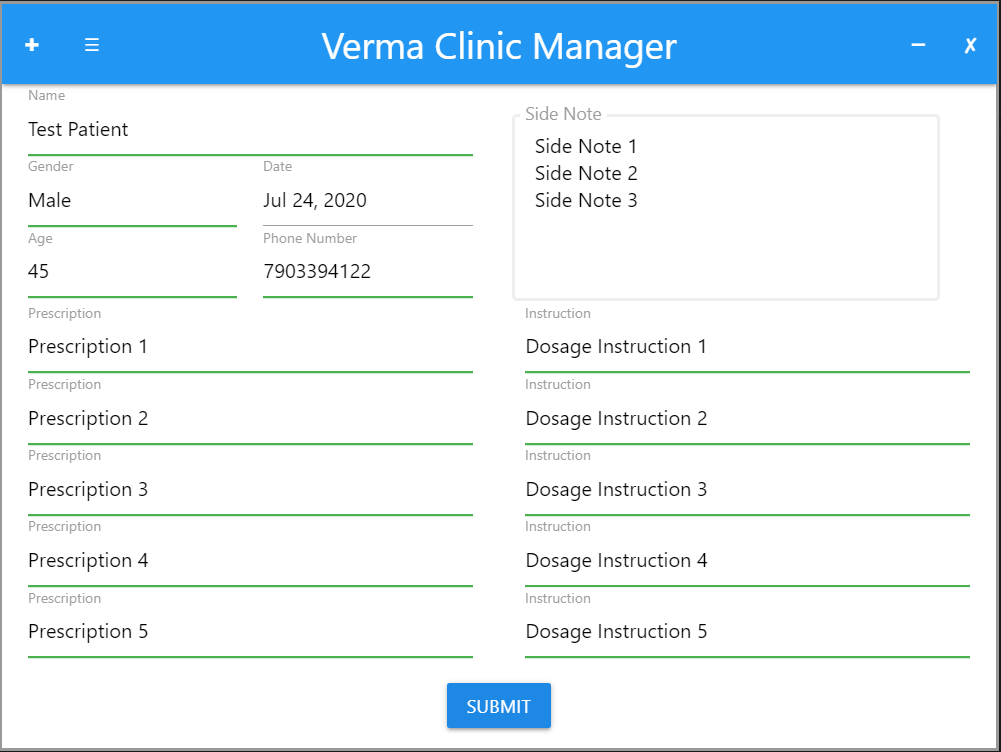 Verma Clinic Manager
Name
Test Patient
Gender
Male
Date
Jul 24, 2020
Age
45
Phone Number
7903394122
Side Note
Side Note 1
Side Note 2
Side Note 3
Prescription
Prescription 1
Instruction
Dosage Instruction 1
Prescription
Prescription 2
Instruction
Dosage Instruction 2
Prescription
Prescription 3
Instruction
Dosage Instruction 3
Prescription
Prescription 4
Instruction
Dosage Instruction 4
Prescription
Prescription 5
Instruction
Dosage Instruction 5
SUBMIT